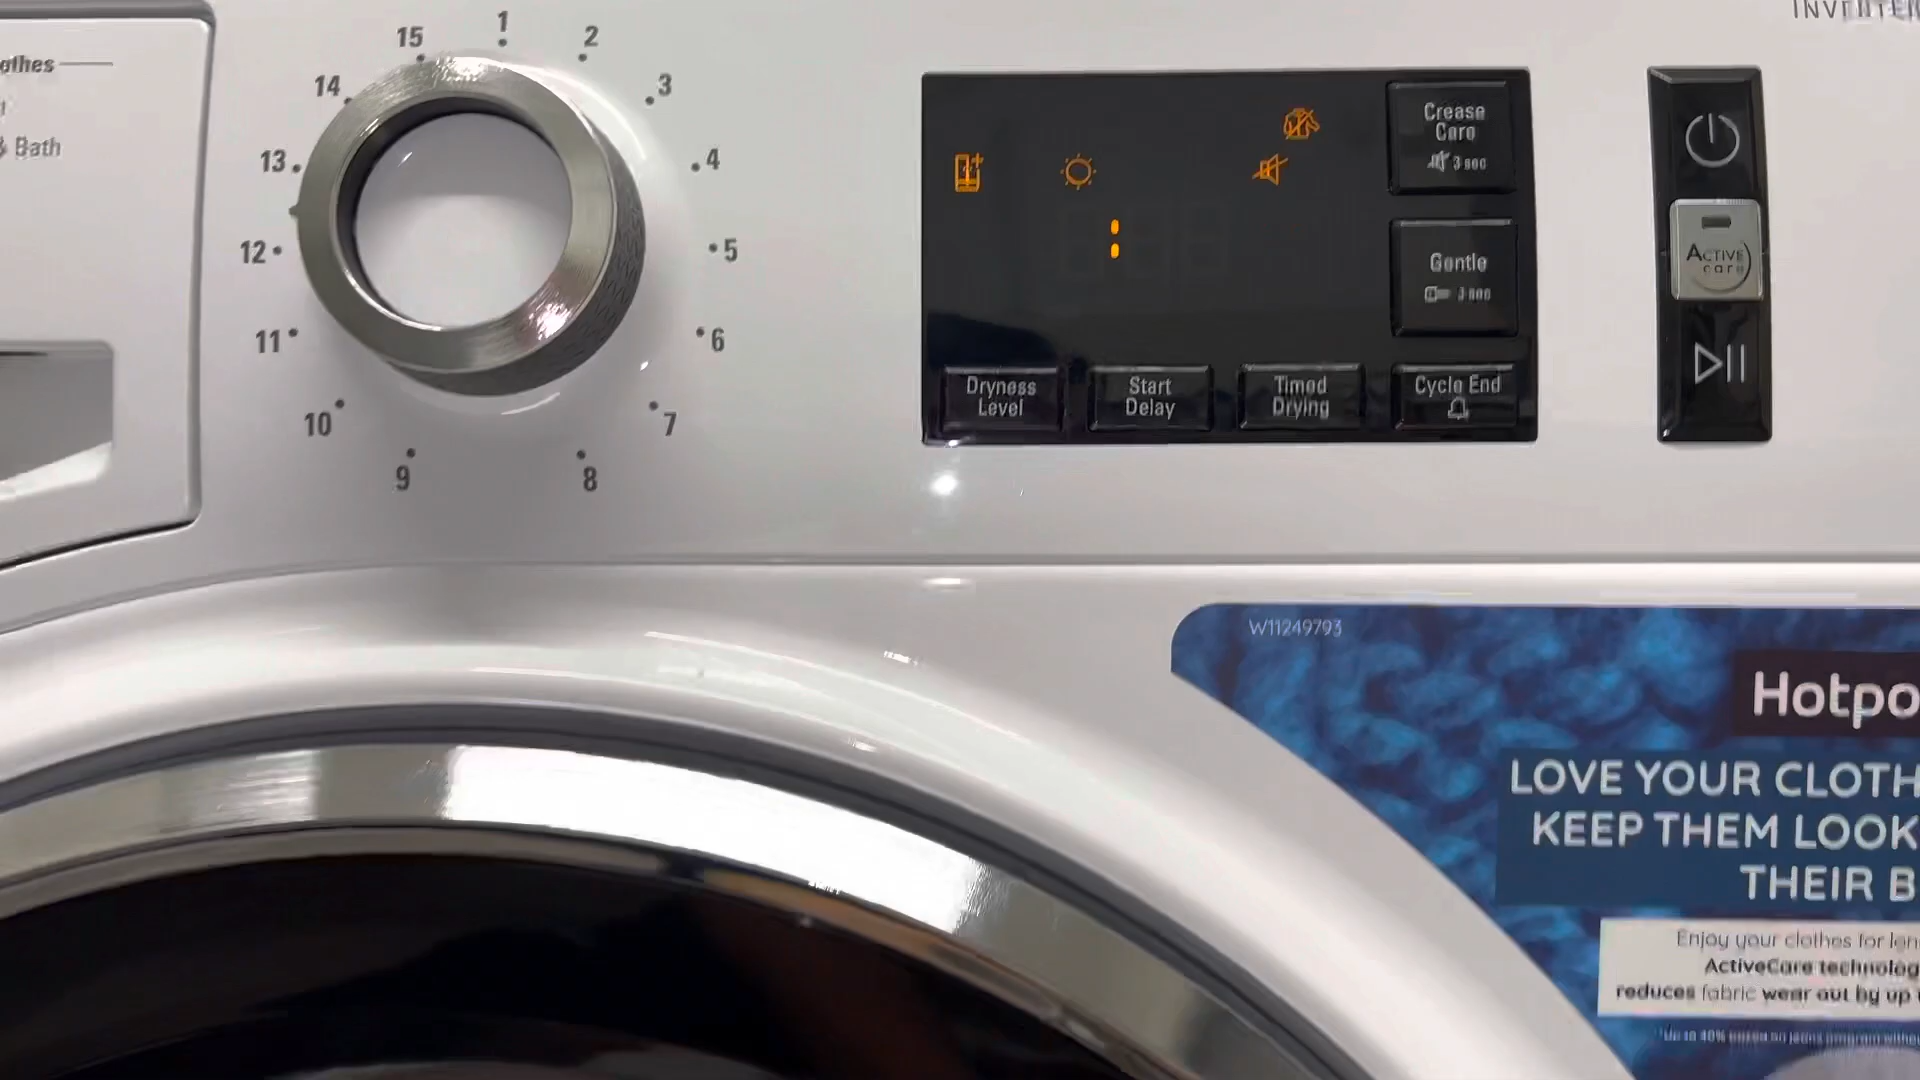 othes
& Bath
1
2
3
4
5
6
7
8
9
10
11
12
13
14
15
Crease
Care
3 sec
Gentle
3 sec
Dryness
Level
Start
Delay
Timed
Drying
Cycle End
ACTIVE
care
W11249793
Hotpo
LOVE YOUR CLOTH
KEEP THEM LOOK
THEIR B
Enjoy your clothes for lon
ActiveCare technolog
reduces fabric wear out by up